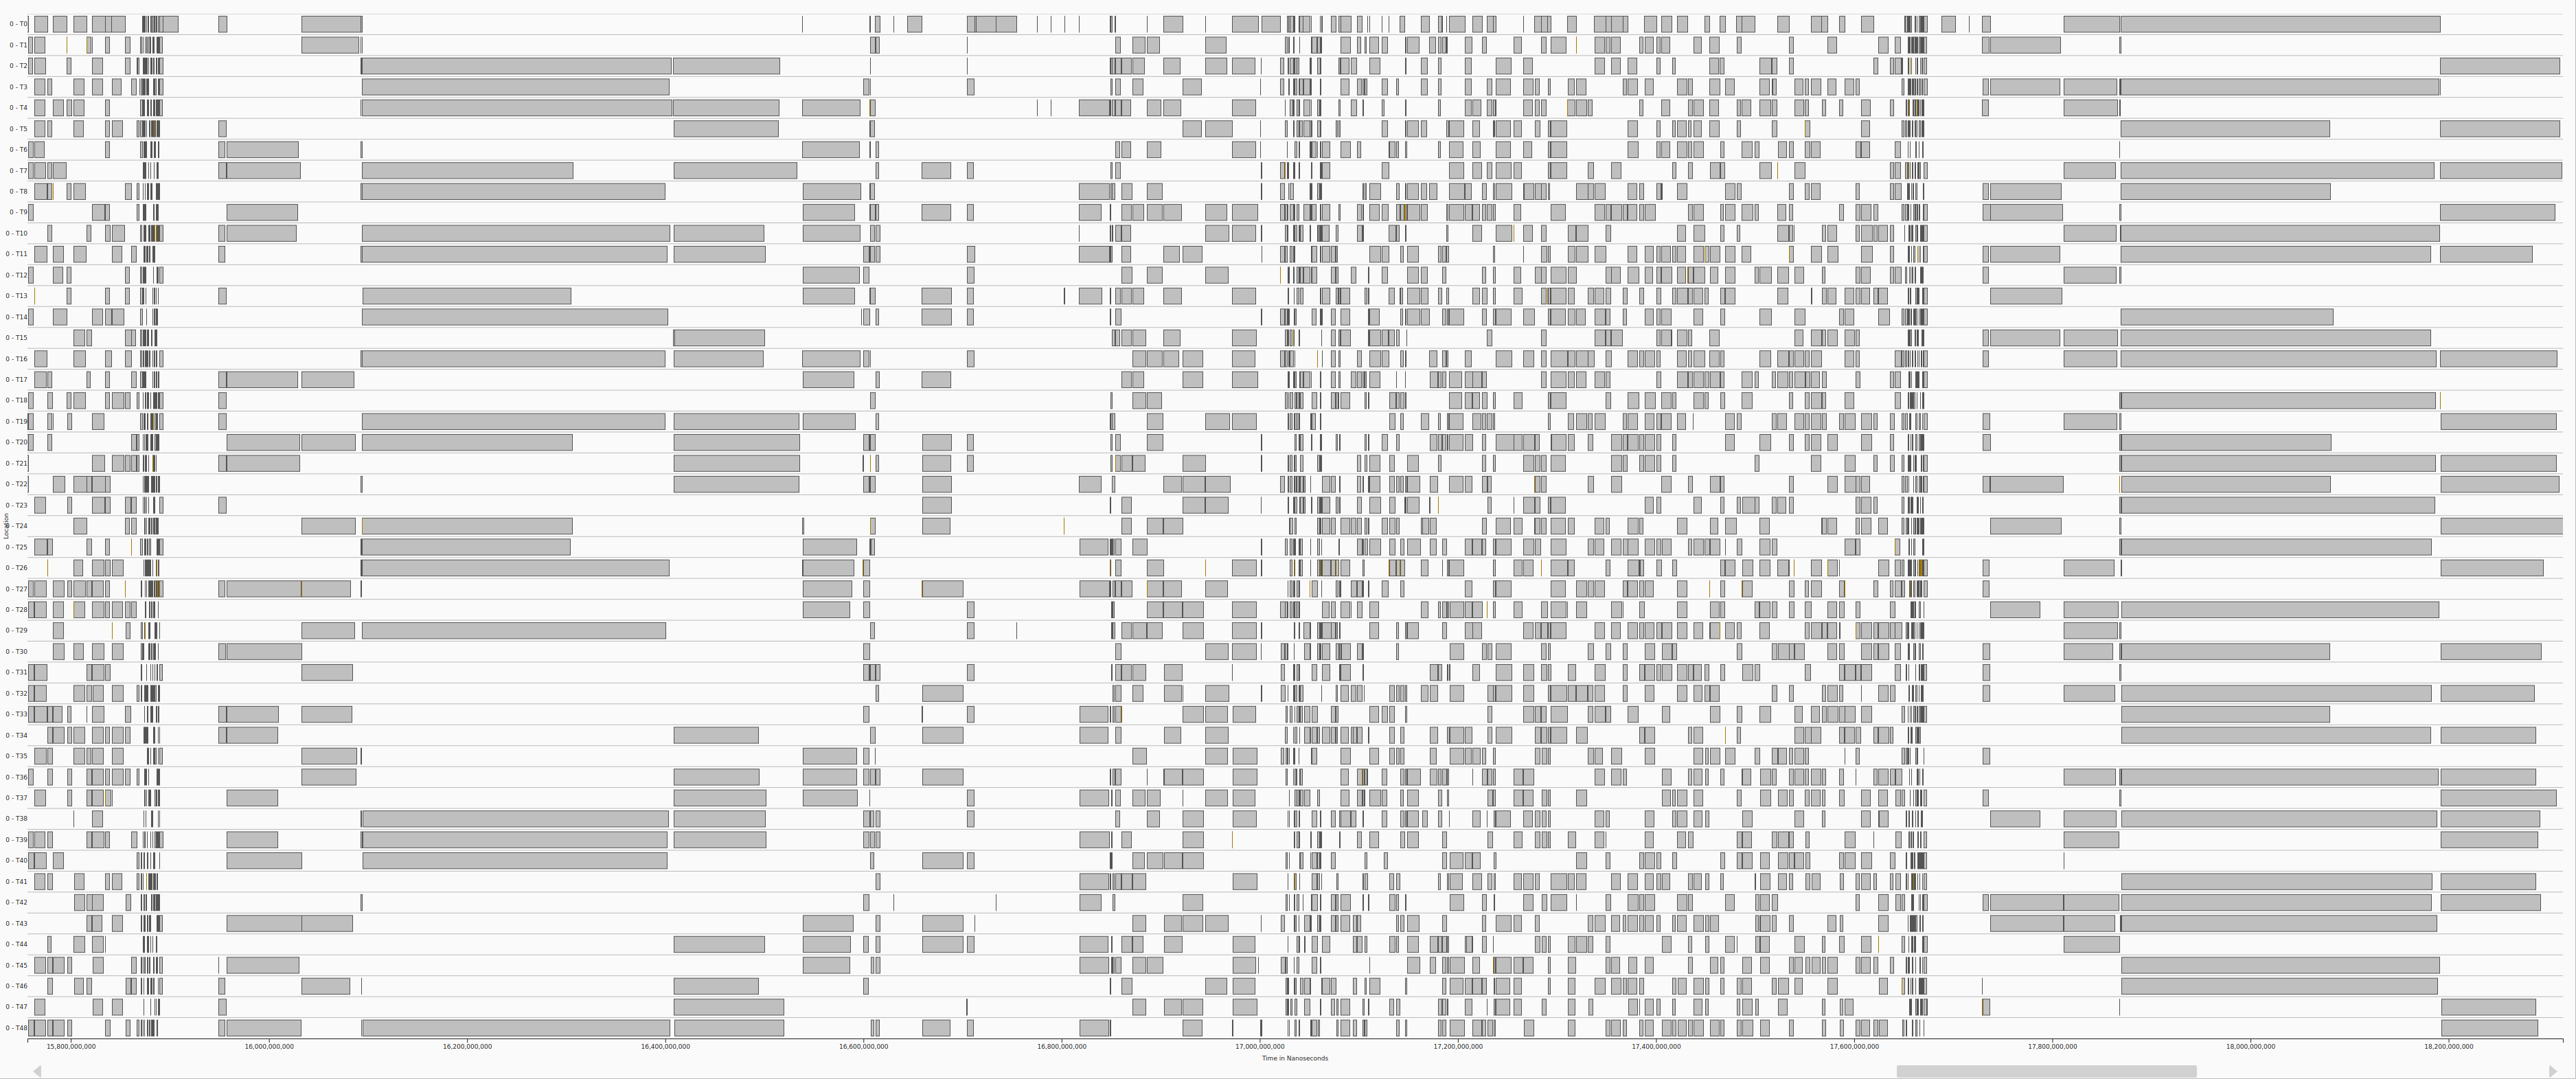 0 - T0
0 - T1
0 - T2
0 - T3
0 - T4
0 - T5
0 - T6
0 - T7
0 - T8
0 - T9
0 - T10
0 - T11
0 - T12
0 - T13
0 - T14
0 - T15
0 - T16
0 - T17
0 - T18
0 - T19
0 - T20
0 - T21
0 - T22
0 - T23
0 - T24
Location
0 - T25
0 - T26
0 - T27
0 - T28
0 - T29
0 - T30
0 - T31
0 - T32
0 - T33
0 - T34
0 - T35
0 - T36
0 - T37
0 - T38
0 - T39
0 - T40
0 - T41
0 - T42
0 - T43
0 - T44
0 - T45
0 - T46
0 - T47
0 - T48
15,800,000,000 16,000,000,000 16,200,000,000 16,400,000,000 16,600,000,000 16,800,000,000 17,000,000,000 17,200,000,000 17,400,000,000 17,600,000,000 17,800,000,000 18,000,000,000 18,200,000,000
Time in Nanoseconds